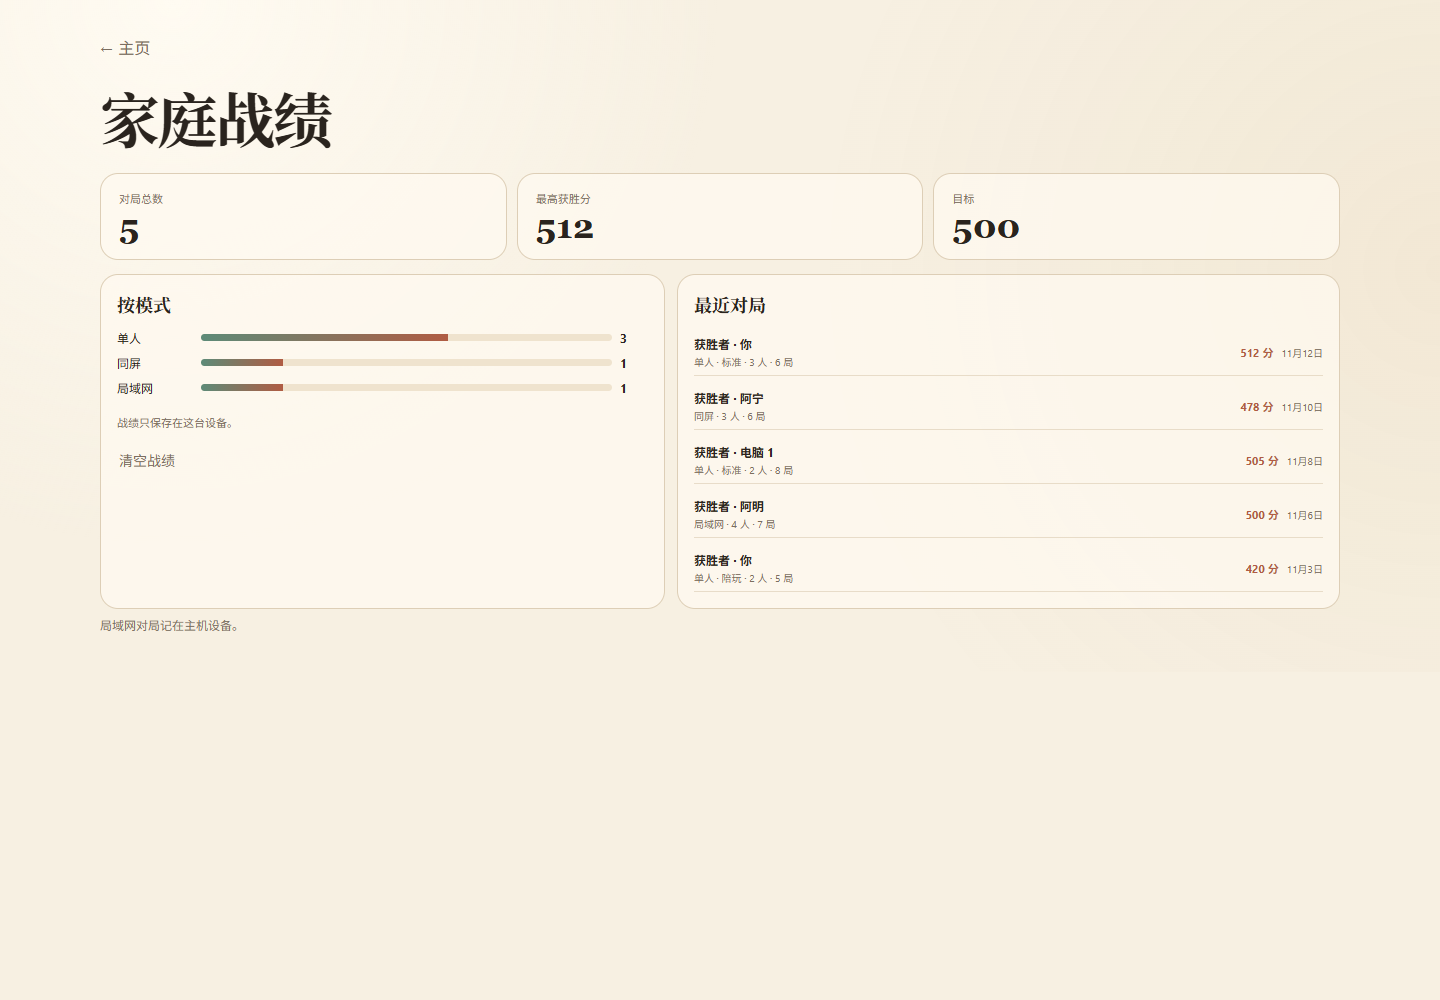 ← 主页
家庭战绩
对局总数
5
最高获胜分
512
目标
500
按模式
单人 3
同屏 1
局域网 1
战绩只保存在这台设备。
清空战绩
最近对局
获胜者 · 你
单人 · 标准 · 3 人 · 6 局
512 分 11月12日
获胜者 · 阿宁
同屏 · 3 人 · 6 局
478 分 11月10日
获胜者 · 电脑 1
单人 · 标准 · 2 人 · 8 局
505 分 11月8日
获胜者 · 阿明
局域网 · 4 人 · 7 局
500 分 11月6日
获胜者 · 你
单人 · 陪玩 · 2 人 · 5 局
420 分 11月3日
局域网对局记在主机设备。